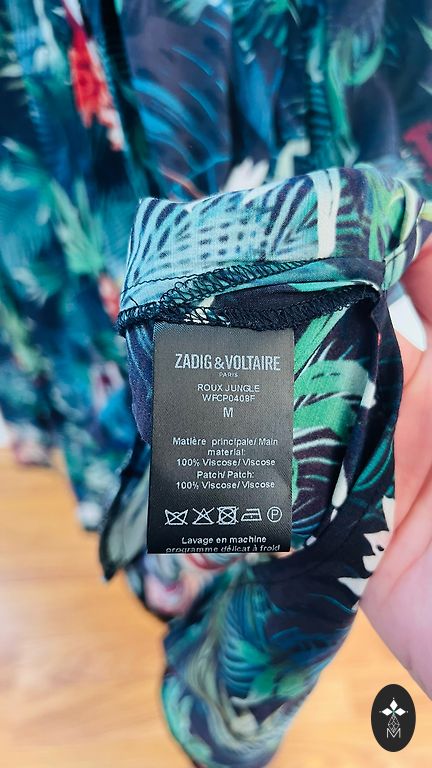 ZADIG & VOLTAIRE
PARIS
ROUX JUNGLE
WFCP0409F
M
Matière principale/ Main
material:
100% Viscose/ Viscose
Patch/ Patch:
100% Viscose/ Viscose
P
Lavage en machine
programme délicat à froid
M